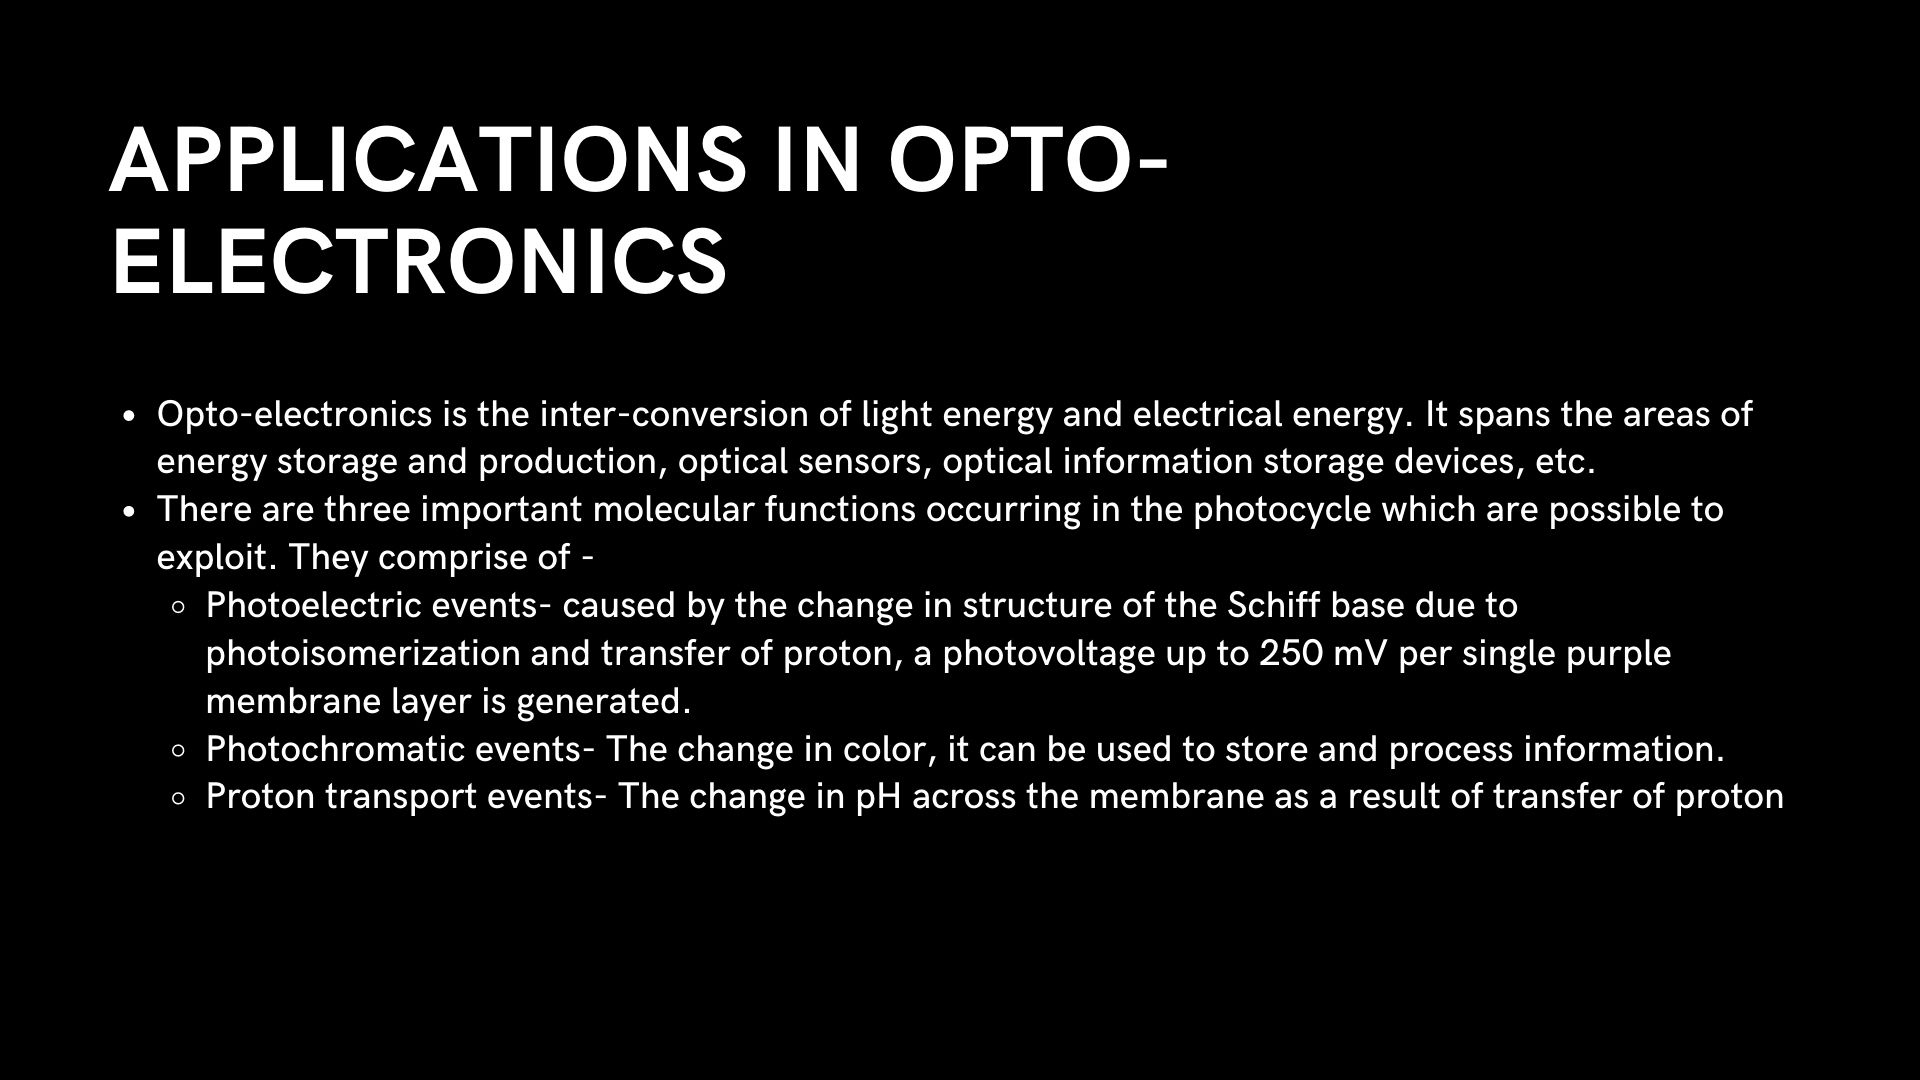 APPLICATIONS IN OPTO-
ELECTRONICS
• Opto-electronics is the inter-conversion of light energy and electrical energy. It spans the areas of
energy storage and production, optical sensors, optical information storage devices, etc.
• There are three important molecular functions occurring in the photocycle which are possible to
exploit. They comprise of -
◦ Photoelectric events- caused by the change in structure of the Schiff base due to
photoisomerization and transfer of proton, a photovoltage up to 250 mV per single purple
membrane layer is generated.
◦ Photochromatic events- The change in color, it can be used to store and process information.
◦ Proton transport events- The change in pH across the membrane as a result of transfer of proton